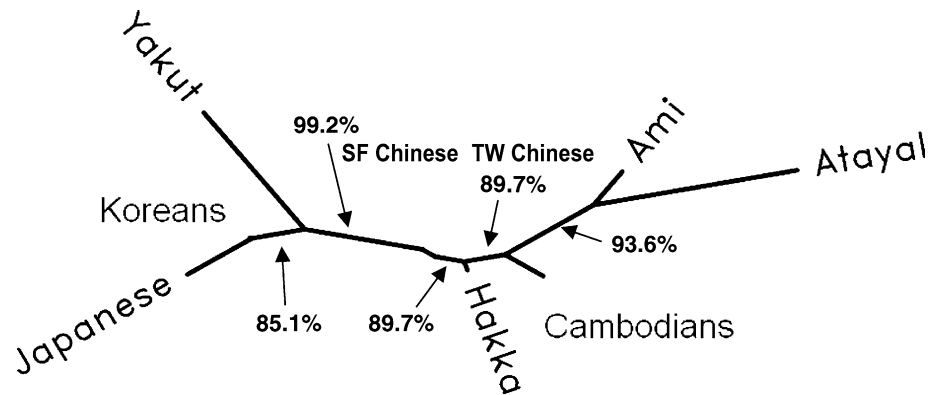 Yakut
99.2%
SF Chinese TW Chinese
89.7%
Ami
Atayal
Koreans
93.6%
Japanese
85.1%
89.7%
Hakka
Cambodians